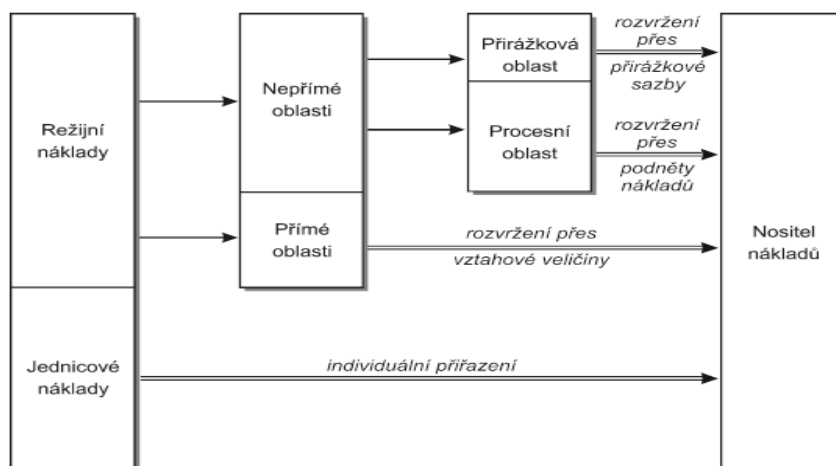 Režijní
náklady
Jednicové
náklady
Nepřímé
oblasti
Přímé
oblasti
Přirážková
oblast
Procesní
oblast
rozvržení
přes
přirážkové
sazby
rozvržení
přes
podněty
nákladů
rozvržení přes
vztahové veličiny
individuální přiřazení
Nositel
nákladů